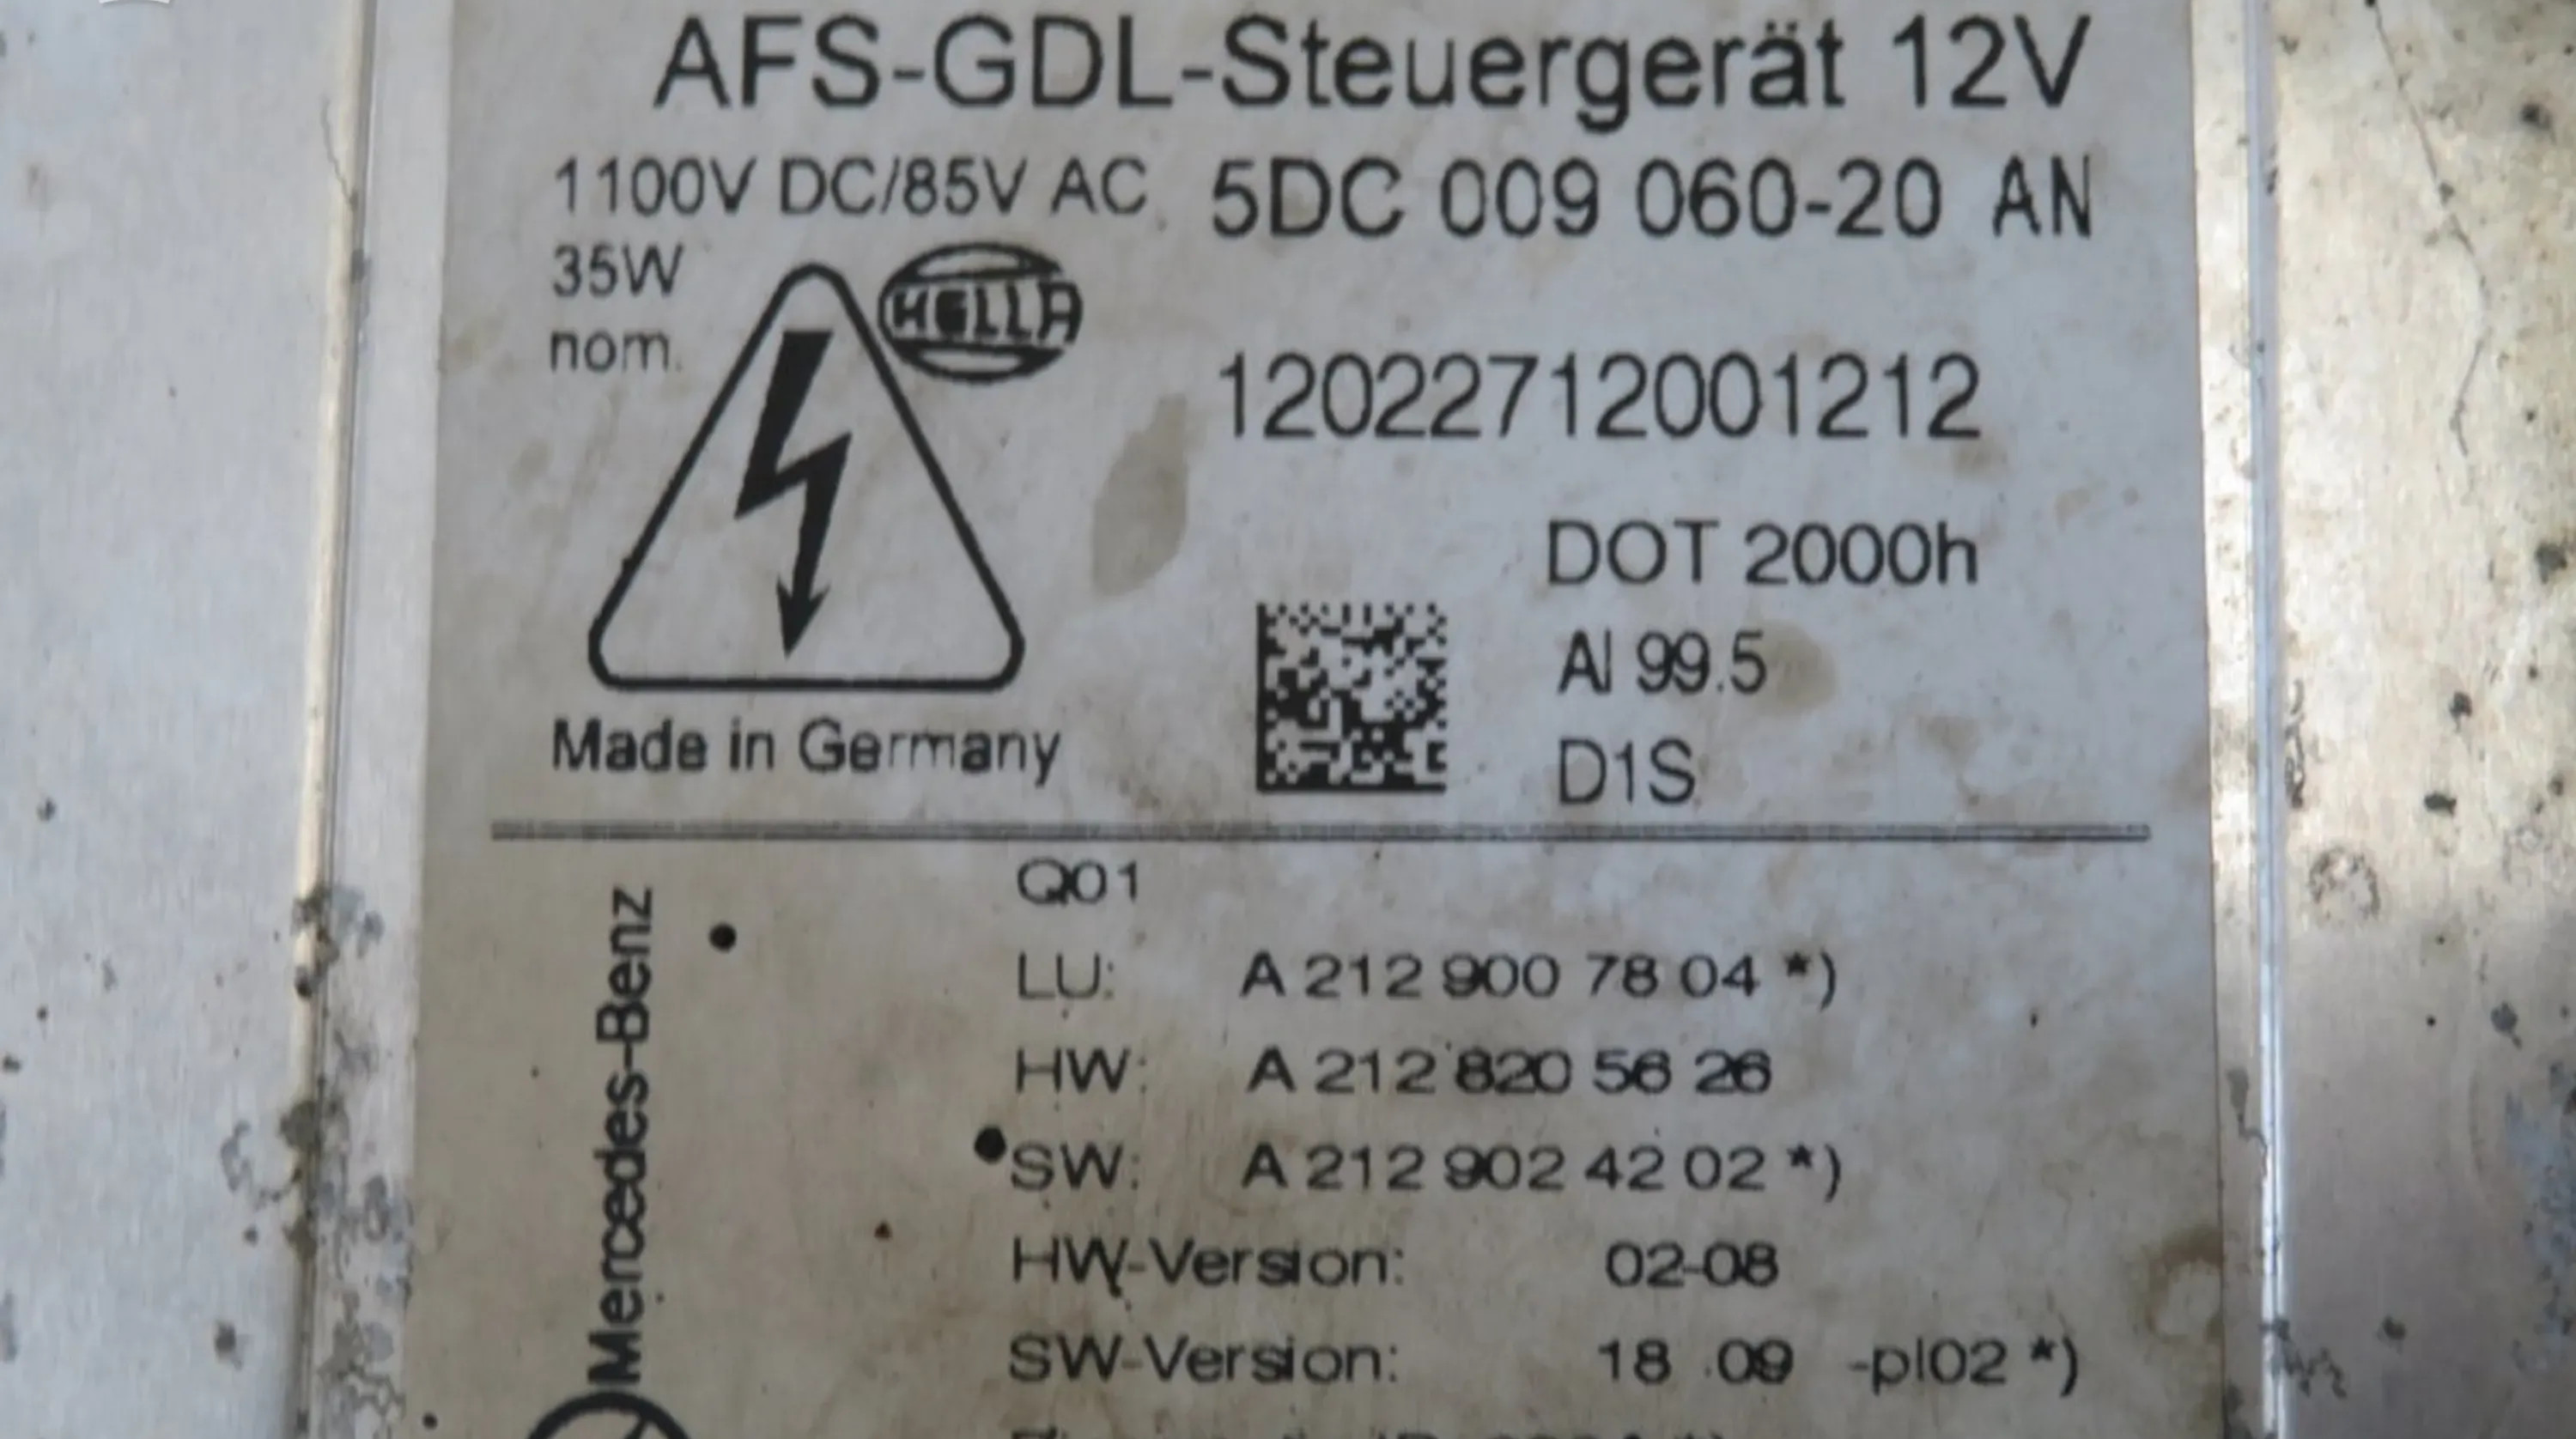 AFS-GDL-Steuergerät 12V
1100V DC/85V AC 5DC 009 060-20 AN
35W
nom.
HELLA
12022712001212
DOT 2000h
Al 99.5
D1S
Made in Germany
Mercedes-Benz
Q01
LU: A 212 900 78 04 *)
HW: A 212 820 56 26
SW: A 212 902 42 02 *)
HW-Version: 02-08
SW-Version: 18 .09 -pl02 *)